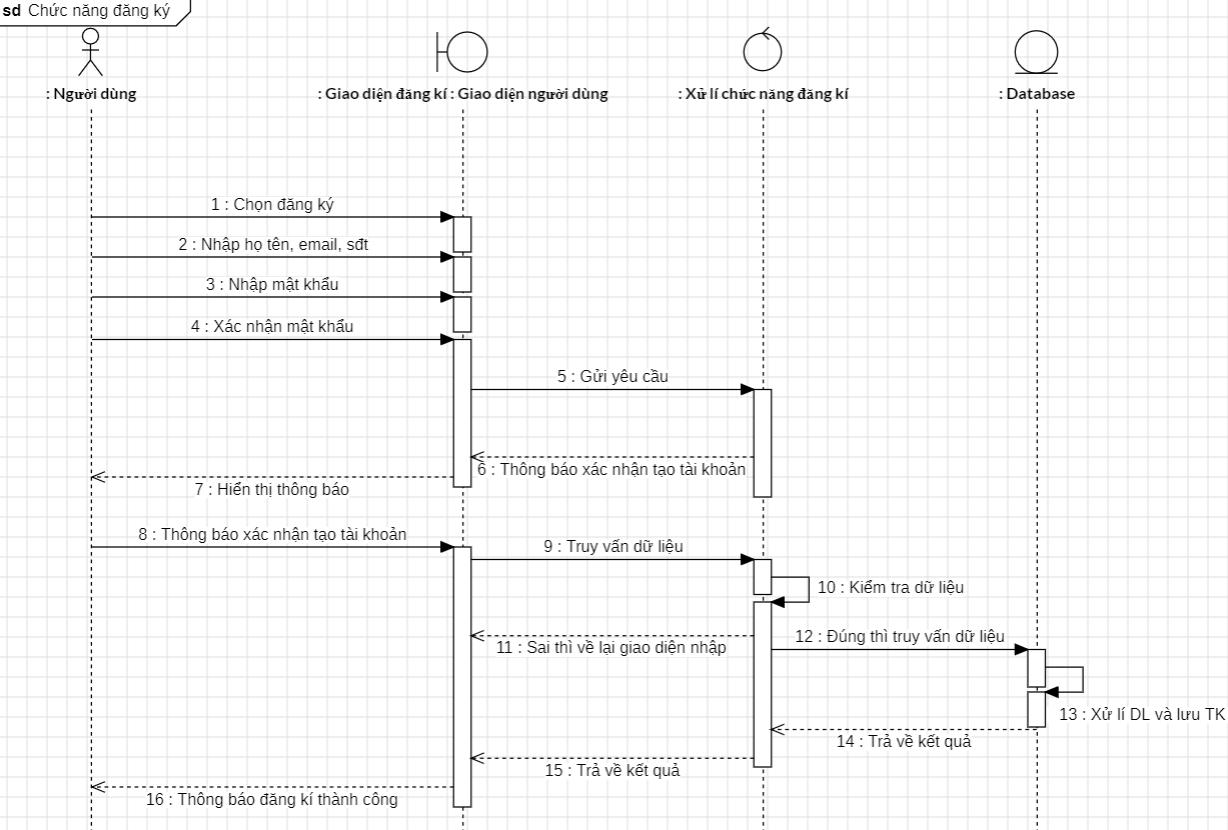 sd Chức năng đăng ký
: Người dùng
: Giao diện đăng kí : Giao diện người dùng
: Xử lí chức năng đăng kí
: Database
1 : Chọn đăng ký
2 : Nhập họ tên, email, sđt
3 : Nhập mật khẩu
4 : Xác nhận mật khẩu
5 : Gửi yêu cầu
6 : Thông báo xác nhận tạo tài khoản
7 : Hiển thị thông báo
8 : Thông báo xác nhận tạo tài khoản
9 : Truy vấn dữ liệu
10 : Kiểm tra dữ liệu
11 : Sai thì về lại giao diện nhập
12 : Đúng thì truy vấn dữ liệu
13 : Xử lí DL và lưu TK
14 : Trả về kết quả
15 : Trả về kết quả
16 : Thông báo đăng kí thành công